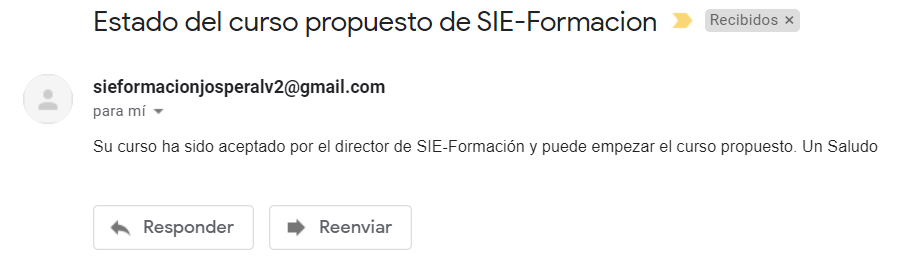 Estado del curso propuesto de SIE-Formacion
Recibidos ×
sieformacionjosperalv2@gmail.com
para mí
Su curso ha sido aceptado por el director de SIE-Formación y puede empezar el curso propuesto. Un Saludo
Responder
Reenviar